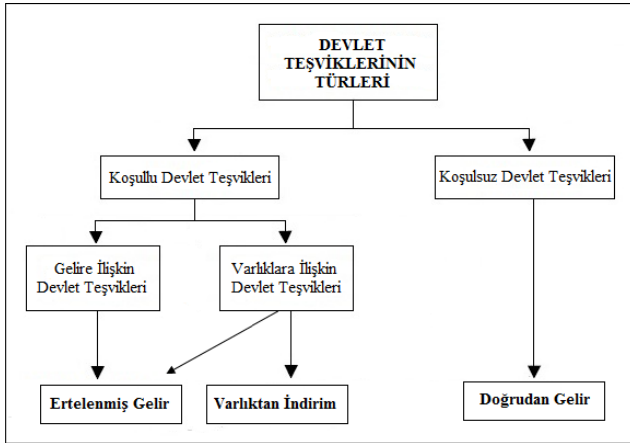 DEVLET
TEŞVİKLERİNİN
TÜRLERİ
Koşullu Devlet Teşvikleri
Koşulsuz Devlet Teşvikleri
Gelire İlişkin
Devlet Teşvikleri
Varlıklara İlişkin
Devlet Teşvikleri
Ertelenmiş Gelir
Varlıktan İndirim
Doğrudan Gelir